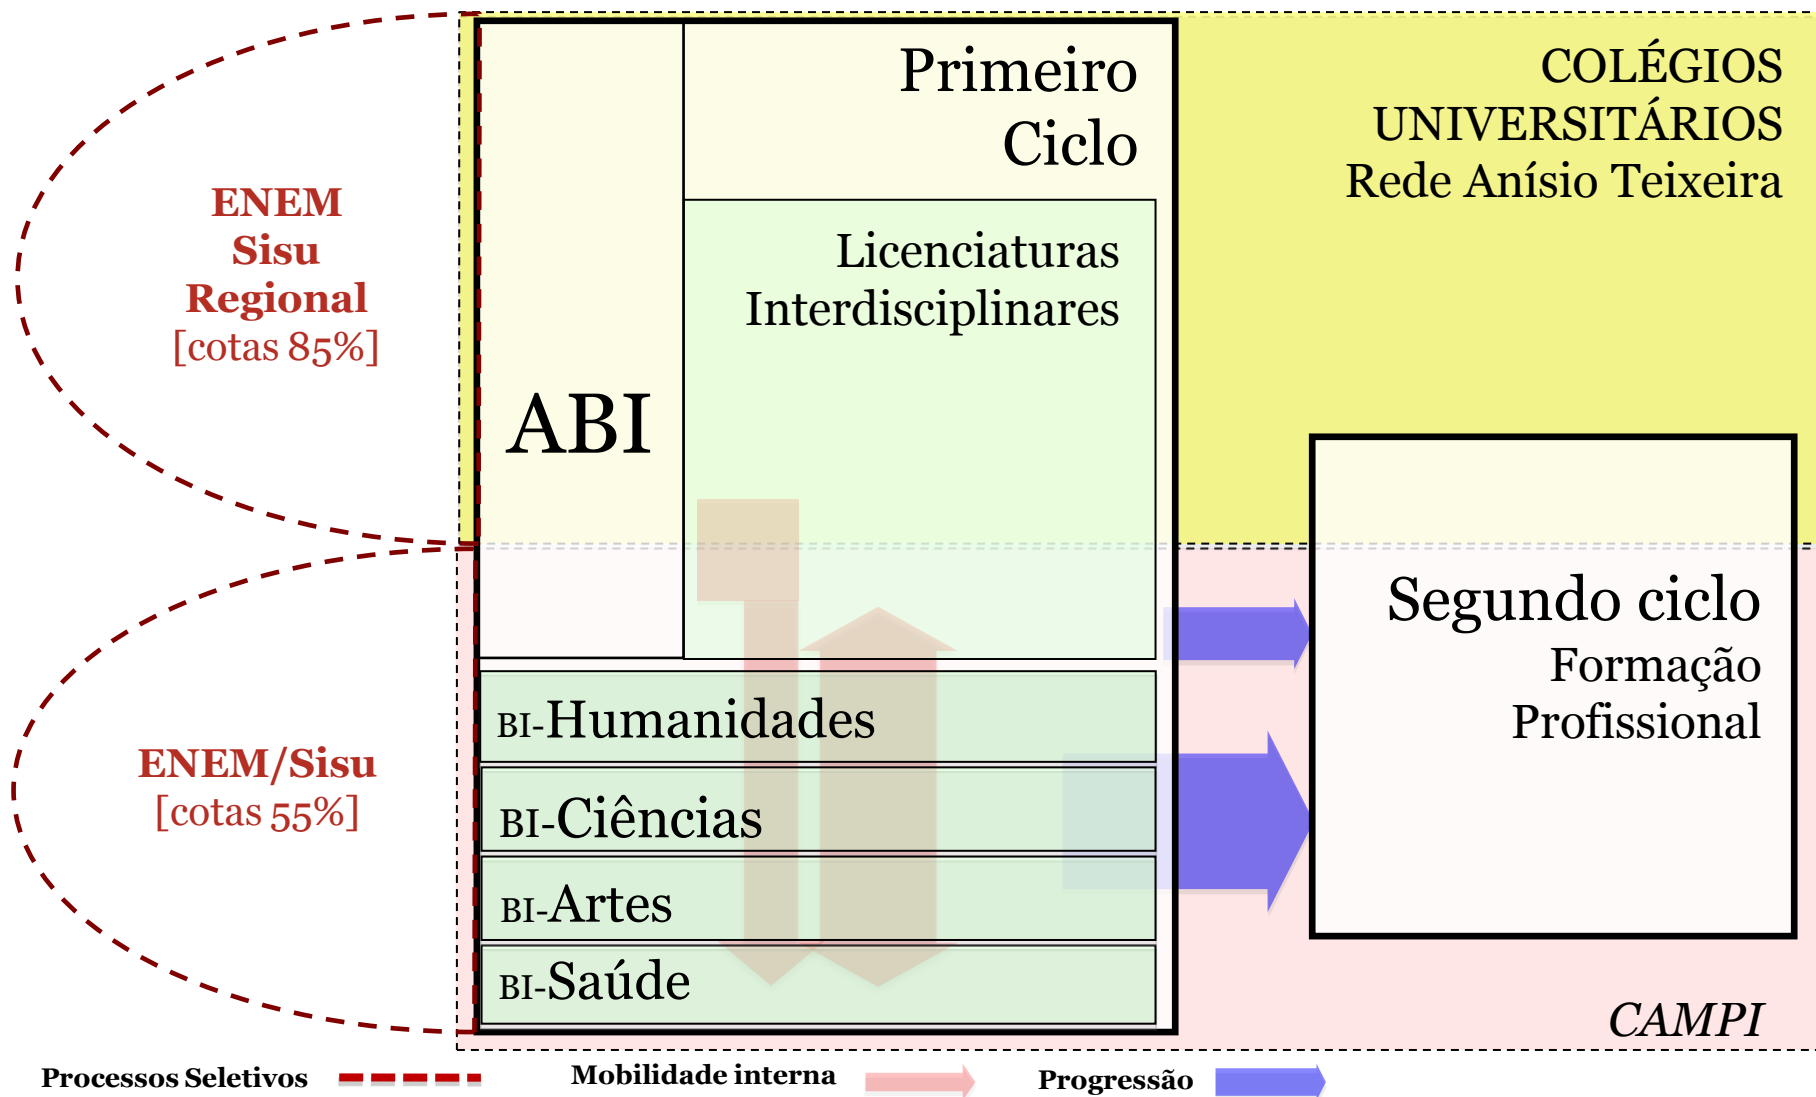 Primeiro
Ciclo
COLÉGIOS
UNIVERSITÁRIOS
Rede Anísio Teixeira
ENEM
Sisu
Regional
[cotas 85%]
Licenciaturas
Interdisciplinares
ABI
Segundo ciclo
Formação
Profissional
ENEM/Sisu
[cotas 55%]
BI-Humanidades
BI-Ciências
BI-Artes
BI-Saúde
CAMPI
Processos Seletivos
Mobilidade interna
Progressão